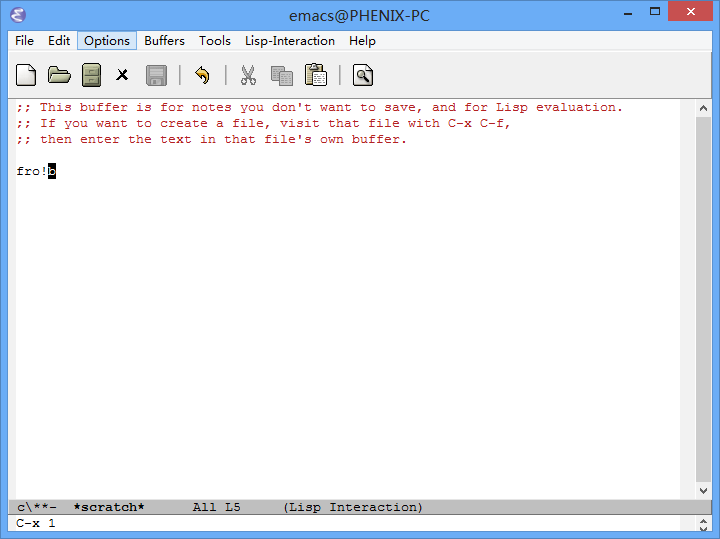 emacs@PHENIX-PC
File Edit Options Buffers Tools Lisp-Interaction Help
;; This buffer is for notes you don't want to save, and for Lisp evaluation.
;; If you want to create a file, visit that file with C-x C-f,
;; then enter the text in that file's own buffer.
fro!b
c\**-  *scratch*      All L5     (Lisp Interaction)
C-x 1